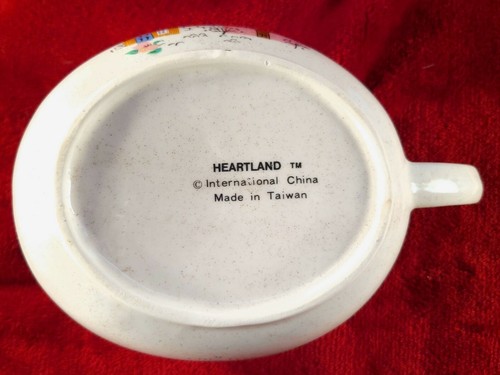 HEARTLAND ™
© International China
Made in Taiwan